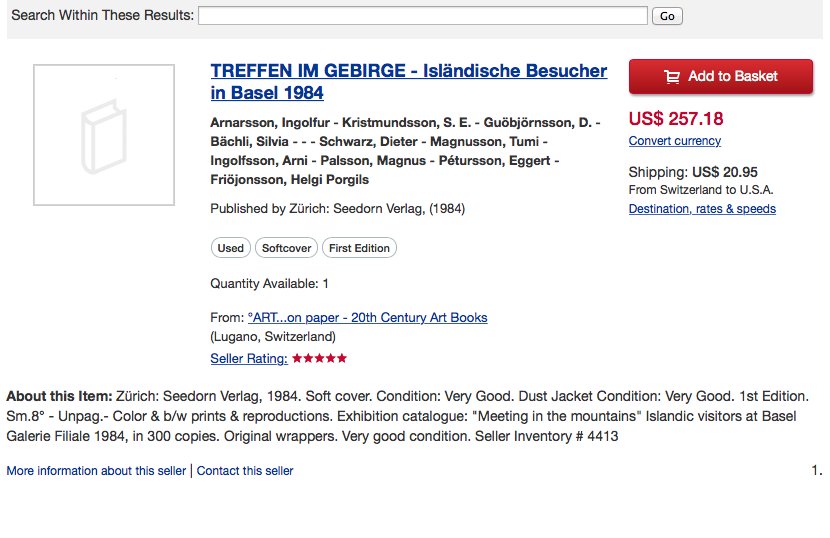 Search Within These Results:
Go
TREFFEN IM GEBIRGE - Isländische Besucher
in Basel 1984
Arnarsson, Ingolfur - Kristmundsson, S. E. - Guöbjörnsson, D. -
Bächli, Silvia - - - Schwarz, Dieter - Magnusson, Tumi -
Ingolfsson, Arni - Palsson, Magnus - Pétursson, Eggert -
Friöjonsson, Helgi Porgils
Published by Zürich: Seedorn Verlag, (1984)
Used
Softcover
First Edition
Quantity Available: 1
From: °ART...on paper - 20th Century Art Books
(Lugano, Switzerland)
Seller Rating: ★★★★★
Add to Basket
US$ 257.18
Convert currency
Shipping: US$ 20.95
From Switzerland to U.S.A.
Destination, rates & speeds
About this Item: Zürich: Seedorn Verlag, 1984. Soft cover. Condition: Very Good. Dust Jacket Condition: Very Good. 1st Edition.
Sm.8° - Unpag.- Color & b/w prints & reproductions. Exhibition catalogue: "Meeting in the mountains" Islandic visitors at Basel
Galerie Filiale 1984, in 300 copies. Original wrappers. Very good condition. Seller Inventory # 4413
More information about this seller | Contact this seller
1.